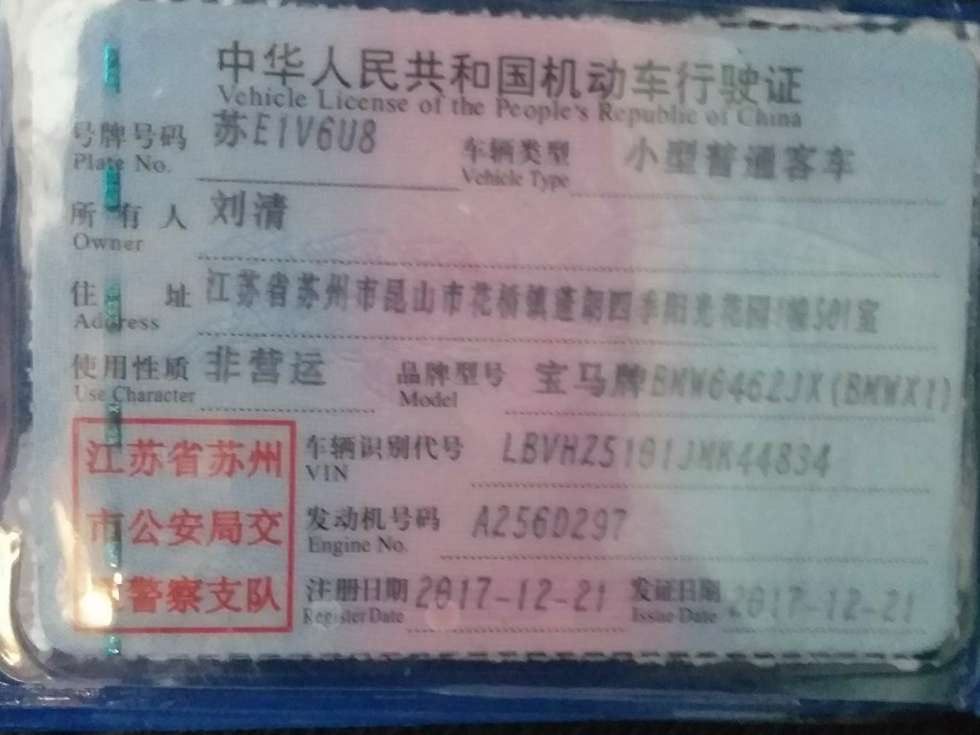 中华人民共和国机动车行驶证
Vehicle License of the People's Republic of China
号牌号码 苏E1V6U8 车辆类型 小型普通客车
Plate No. Vehicle Type
所有人 刘清
Owner
住址 江苏省苏州市昆山市花桥镇蓬朗四季阳光花园1幢501室
Address
使用性质 非营运 品牌型号 宝马牌BMW6462JX(BMWX1)
Use Character Model
江苏省苏州 车辆识别代号 LBVHZ5101JMK44834
VIN
市公安局交 发动机号码 A256D297
Engine No.
警察支队 注册日期 2017-12-21 发证日期 2017-12-21
Register Date Issue Date